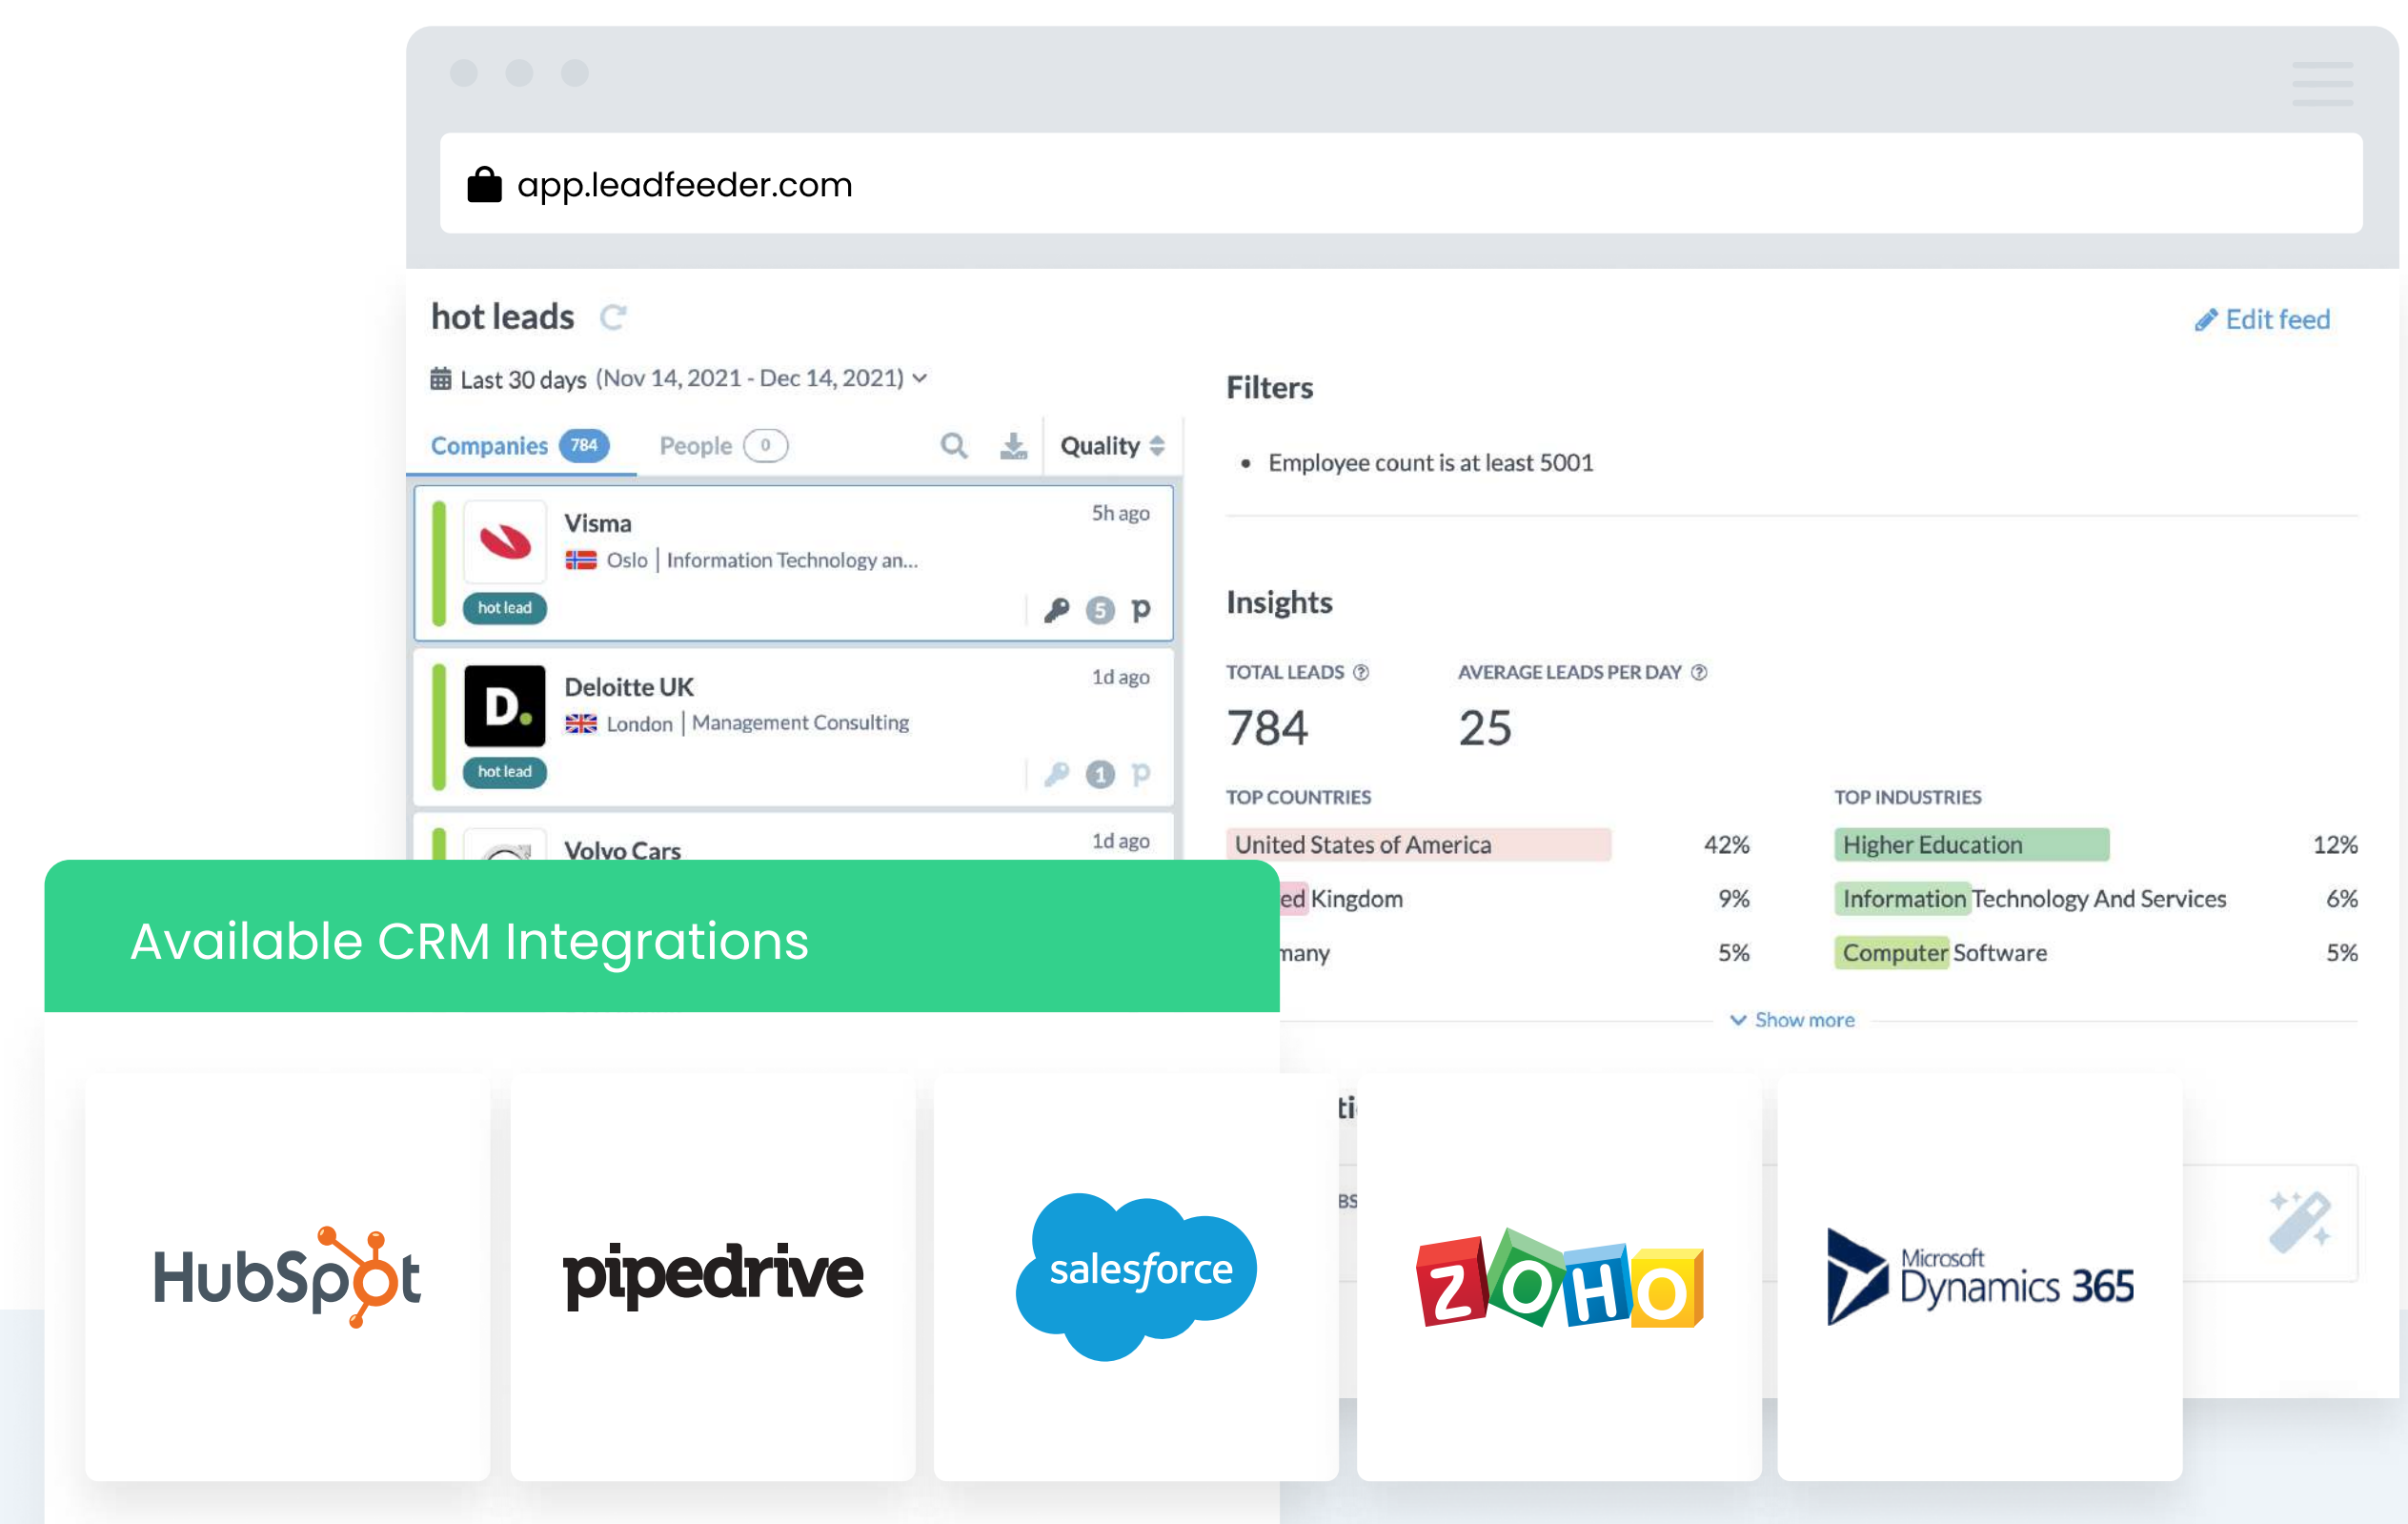 app.leadfeeder.com
hot leads
Edit feed
Last 30 days (Nov 14, 2021 - Dec 14, 2021)
Companies 784 People 0 Quality
Visma
5h ago
Oslo | Information Technology an...
hot lead
5 p
D.
Deloitte UK
1d ago
London | Management Consulting
hot lead
1 p
Volvo Cars
1d ago
Filters
• Employee count is at least 5001
Insights
TOTAL LEADS ? AVERAGE LEADS PER DAY ?
784 25
TOP COUNTRIES
United States of America 42%
ed Kingdom 9%
many 5%
TOP INDUSTRIES
Higher Education 12%
Information Technology And Services 6%
Computer Software 5%
Show more
Available CRM Integrations
HubSpot
pipedrive
salesforce
ZOHO
Microsoft
Dynamics 365